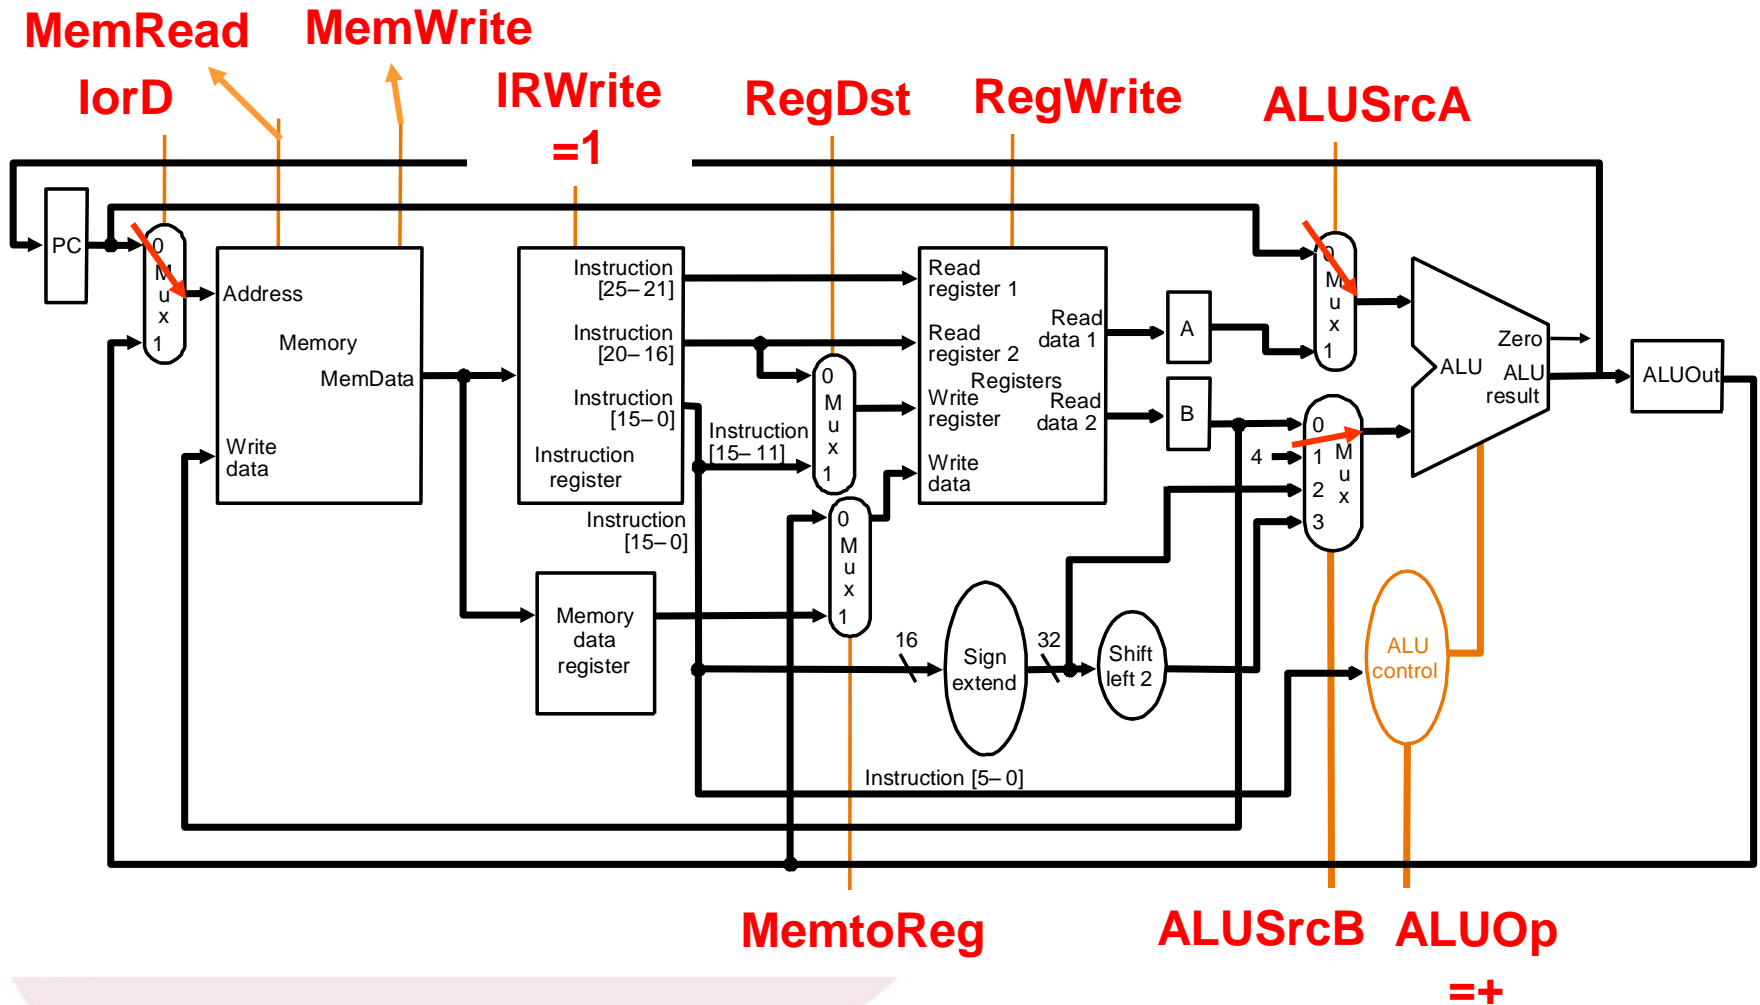 MemRead
MemWrite
IorD
IRWrite
=1
RegDst
RegWrite
ALUSrcA
PC
0
M
u
x
1
Address
Memory
MemData
Write
data
Instruction
[25–21]
Instruction
[20–16]
Instruction
[15–0]
Instruction
register
Instruction
[15–0]
Instruction
[15–11]
0
M
u
x
1
0
M
u
x
1
Memory
data
register
Read
register 1
Read
register 2
Registers
Write
register
Write
data
Read
data 1
Read
data 2
A
B
4
0
M
u
x
1
0
1
2
3
M
u
x
Zero
ALU
ALU
result
ALUOut
16
Sign
extend
32
Shift
left 2
ALU
control
Instruction [5–0]
MemtoReg
ALUSrcB
ALUOp
=+